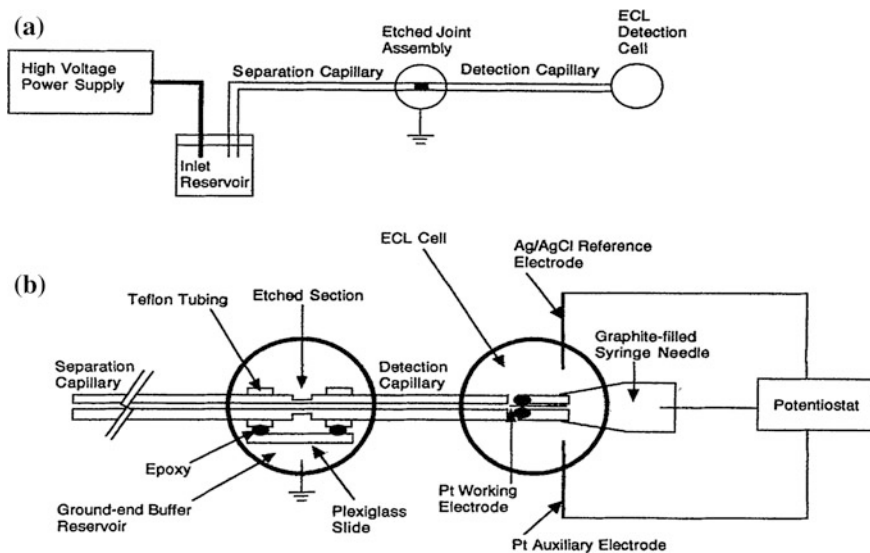 (a)
High Voltage
Power Supply
Separation Capillary
Etched Joint
Assembly
Detection Capillary
ECL
Detection
Cell
Inlet
Reservoir
(b)
ECL Cell
Ag/AgCl Reference
Electrode
Teflon Tubing
Etched Section
Graphite-filled
Syringe Needle
Separation
Capillary
Detection
Capillary
Potentiostat
Epoxy
Ground-end Buffer
Reservoir
Plexiglass
Slide
Pt Working
Electrode
Pt Auxiliary Electrode